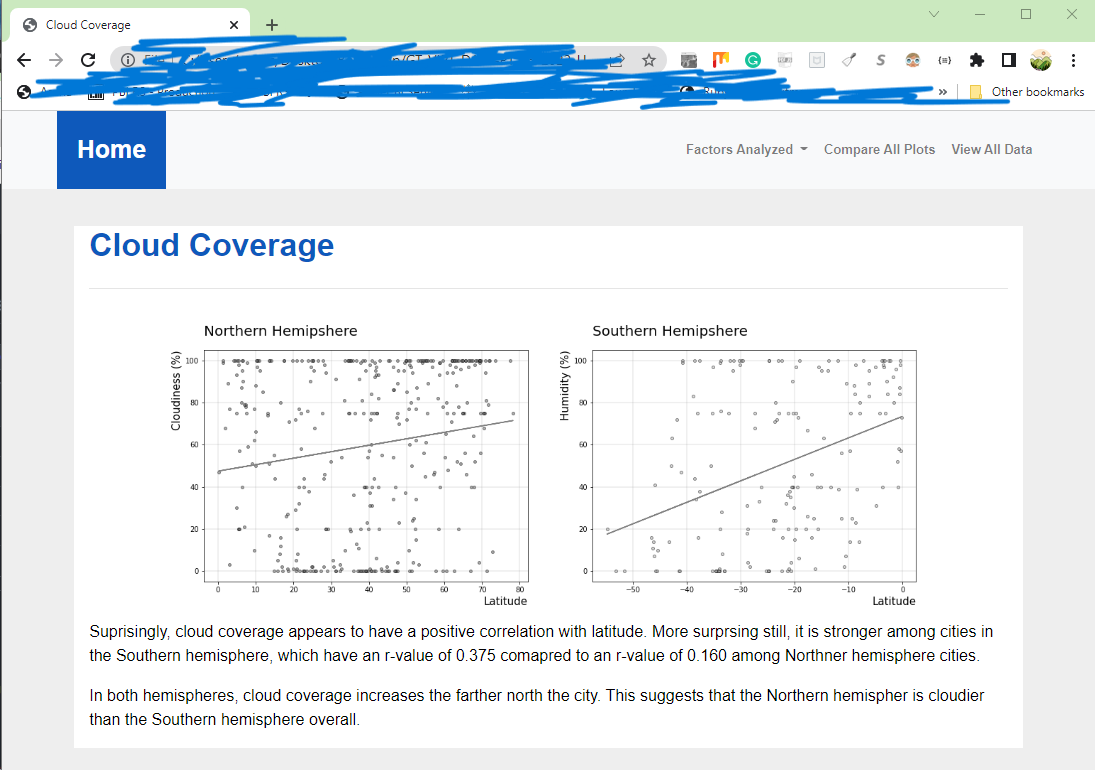 Cloud Coverage
Other bookmarks
Home
Factors Analyzed
Compare All Plots
View All Data
Cloud Coverage
Northern Hemipshere
Southern Hemipshere
Cloudiness (%)
100
80
60
40
20
0
0 10 20 30 40 50 60 70 80
Latitude
Humidity (%)
100
80
60
40
20
0
−50 −40 −30 −20 −10 0
Latitude
Suprisingly, cloud coverage appears to have a positive correlation with latitude. More surprsing still, it is stronger among cities in
the Southern hemisphere, which have an r-value of 0.375 comapred to an r-value of 0.160 among Northner hemisphere cities.
In both hemispheres, cloud coverage increases the farther north the city. This suggests that the Northern hemispher is cloudier
than the Southern hemisphere overall.